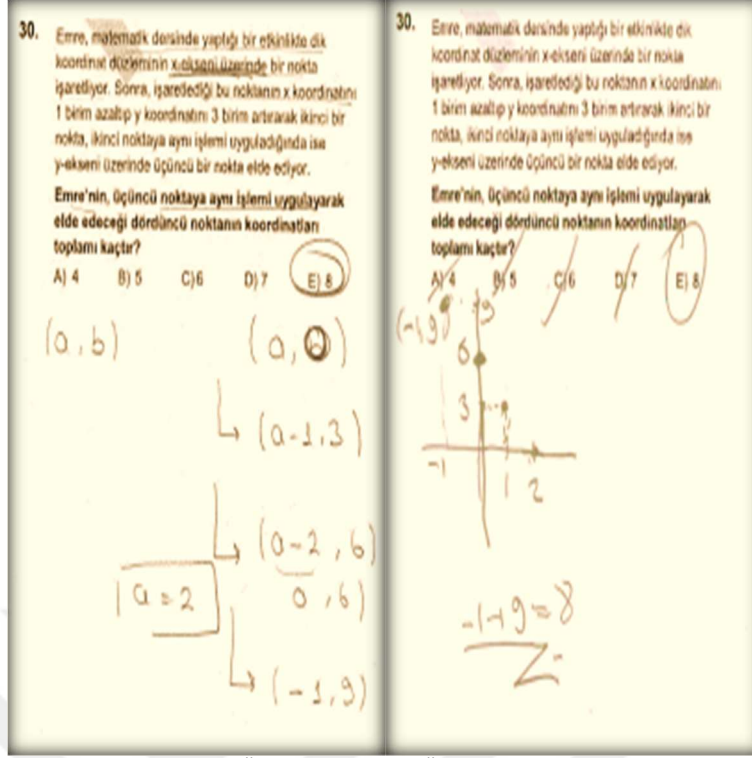 30. Emre, matematik dersinde yaptığı bir etkinlikte dik
koordinat düzleminin x-ekseni üzerinde bir nokta
işaretliyor. Sonra, işaretlediği bu noktanın x koordinatını
1 birim azaltıp y koordinatını 3 birim artırarak ikinci bir
nokta, ikinci noktaya aynı işlemi uyguladığında ise
y-ekseni üzerinde üçüncü bir nokta elde ediyor.
Emre'nin, üçüncü noktaya aynı işlemi uygulayarak
elde edeceği dördüncü noktanın koordinatları
toplamı kaçtır?
A) 4 B) 5 C) 6 D) 7 E) 8
(a,b) (a,0)
(a-1,3)
(a-2,6)
a=2 0,6)
(-1,9)
30. Emre, matematik dersinde yaptığı bir etkinlikte dik
koordinat düzleminin x-ekseni üzerinde bir nokta
işaretliyor. Sonra, işaretlediği bu noktanın x koordinatını
1 birim azaltıp y koordinatını 3 birim artırarak ikinci bir
nokta, ikinci noktaya aynı işlemi uyguladığında ise
y-ekseni üzerinde üçüncü bir nokta elde ediyor.
Emre'nin, üçüncü noktaya aynı işlemi uygulayarak
elde edeceği dördüncü noktanın koordinatları
toplamı kaçtır?
A) 4 B) 5 C) 6 D) 7 E) 8
(-1,9) 9
6
3
-1 1 2
-1+9=8